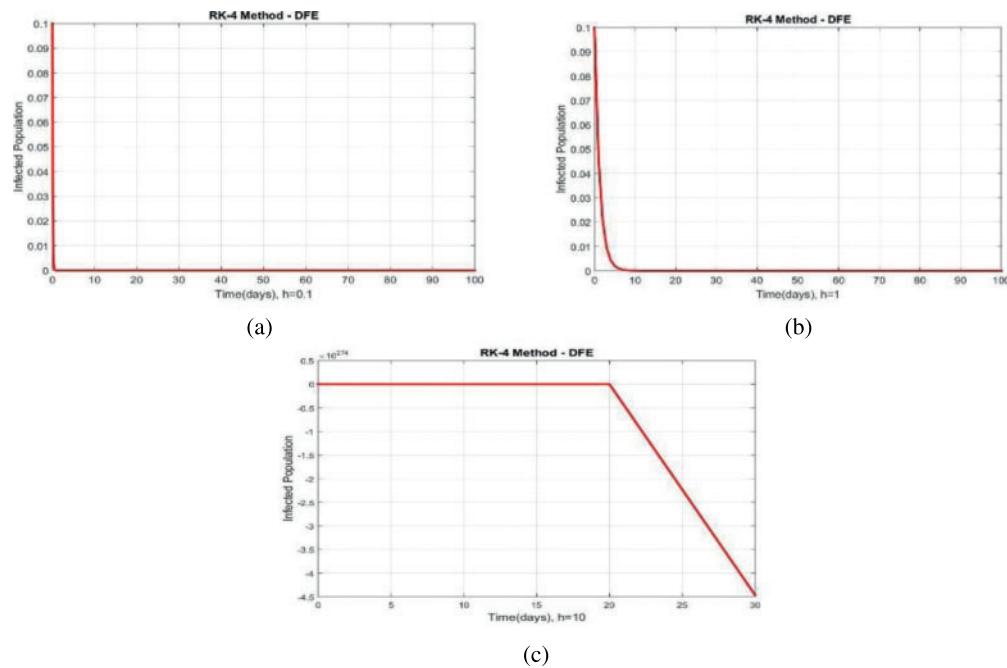 RK-4 Method - DFE
0.1
0.09
0.08
0.07
0.06
0.05
0.04
0.03
0.02
0.01
0
Infected Population
0 10 20 30 40 50 60 70 80 90 100
Time(days), h=0.1
(a)
RK-4 Method - DFE
0.1
0.09
0.08
0.07
0.06
0.05
0.04
0.03
0.02
0.01
0
Infected Population
0 10 20 30 40 50 60 70 80 90 100
Time(days), h=1
(b)
RK-4 Method - DFE
×10²⁷⁴
0.5
0
-0.5
-1
-1.5
-2
-2.5
-3
-3.5
-4
-4.5
Infected Population
0 5 10 15 20 25 30
Time(days), h=10
(c)